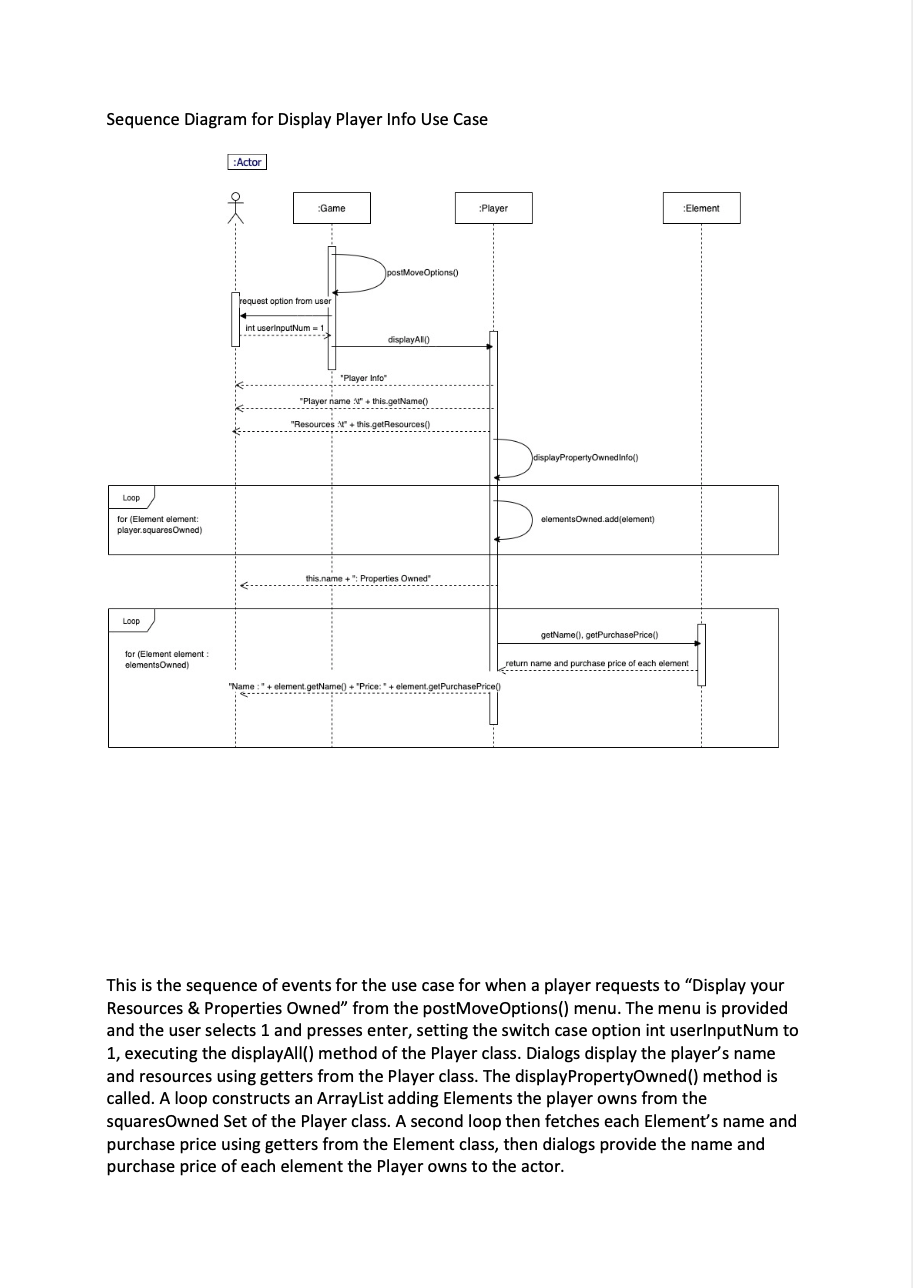 Sequence Diagram for Display Player Info Use Case
:Actor
:Game
:Player
:Element
postMoveOptions()
request option from user
int userInputNum = 1
displayAll()
"Player Info"
"Player name :\t" + this.getName()
"Resources :\t" + this.getResources()
displayPropertyOwnedInfo()
Loop
for (Element element:
player.squaresOwned)
elementsOwned.add(element)
this.name + ": Properties Owned"
Loop
for (Element element :
elementsOwned)
getName(), getPurchasePrice()
return name and purchase price of each element
"Name : " + element.getName() + "Price: " + element.getPurchasePrice()
This is the sequence of events for the use case for when a player requests to “Display your
Resources & Properties Owned” from the postMoveOptions() menu. The menu is provided
and the user selects 1 and presses enter, setting the switch case option int userInputNum to
1, executing the displayAll() method of the Player class. Dialogs display the player’s name
and resources using getters from the Player class. The displayPropertyOwned() method is
called. A loop constructs an ArrayList adding Elements the player owns from the
squaresOwned Set of the Player class. A second loop then fetches each Element’s name and
purchase price using getters from the Element class, then dialogs provide the name and
purchase price of each element the Player owns to the actor.